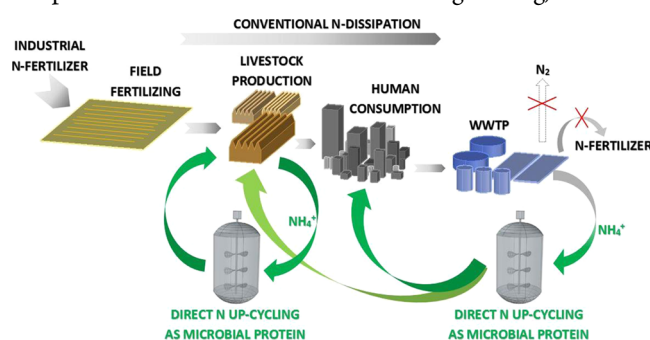 CONVENTIONAL N-DISSIPATION
INDUSTRIAL
N-FERTILIZER
FIELD
FERTILIZING
LIVESTOCK
PRODUCTION
HUMAN
CONSUMPTION
WWTP
N₂
N-FERTILIZER
NH₄⁺
NH₄⁺
DIRECT N UP-CYCLING
AS MICROBIAL PROTEIN
DIRECT N UP-CYCLING
AS MICROBIAL PROTEIN